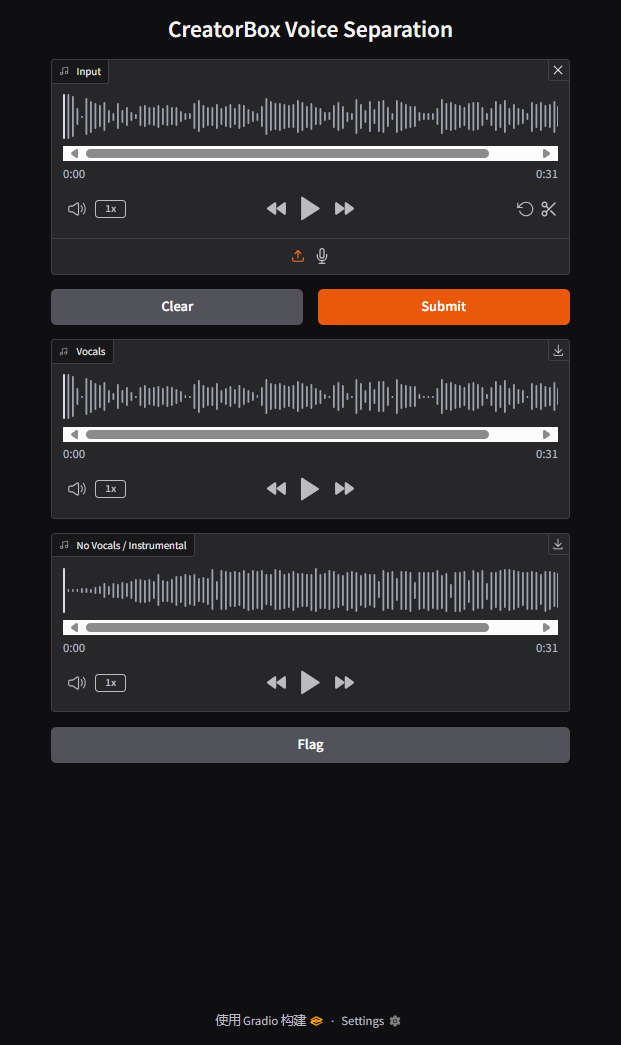 CreatorBox Voice Separation
Input
0:00 0:31
1x
Clear Submit
Vocals
0:00 0:31
1x
No Vocals / Instrumental
0:00 0:31
1x
Flag
使用 Gradio 构建 · Settings